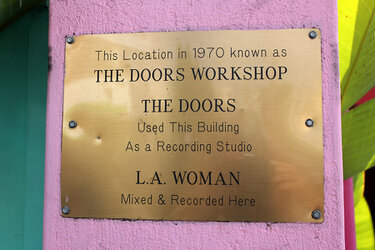 This Location in 1970 known as
THE DOORS WORKSHOP
THE DOORS
Used This Building
As a Recording Studio
L.A. WOMAN
Mixed & Recorded Here